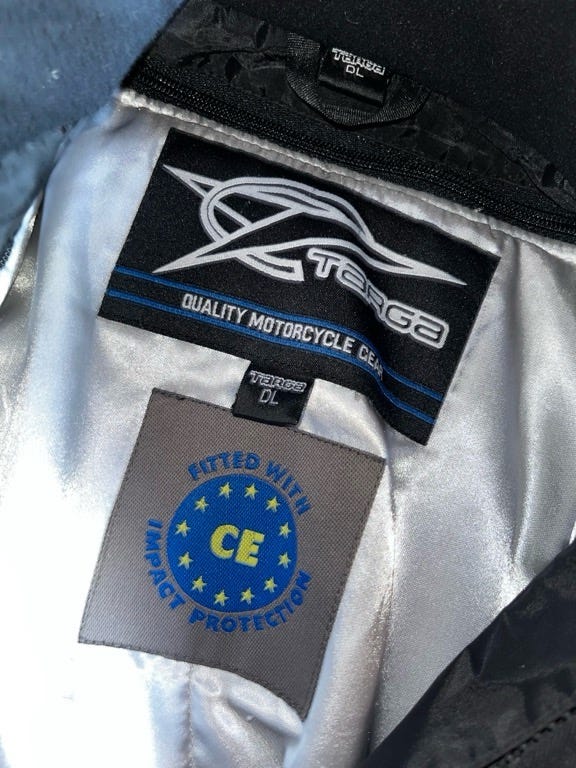 TARGA
DL
TARGA
QUALITY MOTORCYCLE GEAR
TARGA
DL
FITTED WITH
CE
IMPACT PROTECTION